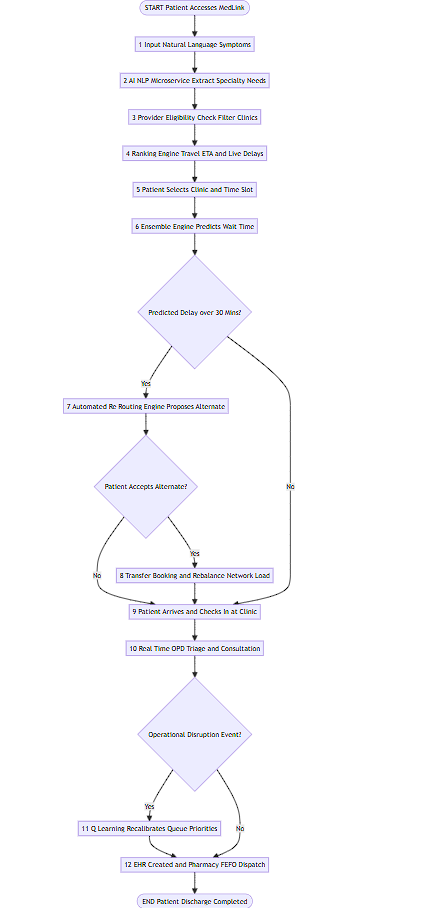 START Patient Accesses MedLink
1 Input Natural Language Symptoms
2 AI NLP Microservice Extract Specialty Needs
3 Provider Eligibility Check Filter Clinics
4 Ranking Engine Travel ETA and Live Delays
5 Patient Selects Clinic and Time Slot
6 Ensemble Engine Predicts Wait Time
Predicted Delay over 30 Mins?
Yes
7 Automated Re Routing Engine Proposes Alternate
Patient Accepts Alternate?
No
Yes
No
8 Transfer Booking and Rebalance Network Load
9 Patient Arrives and Checks In at Clinic
10 Real Time OPD Triage and Consultation
Operational Disruption Event?
Yes
11 Q Learning Recalibrates Queue Priorities
No
12 EHR Created and Pharmacy FEFO Dispatch
END Patient Discharge Completed